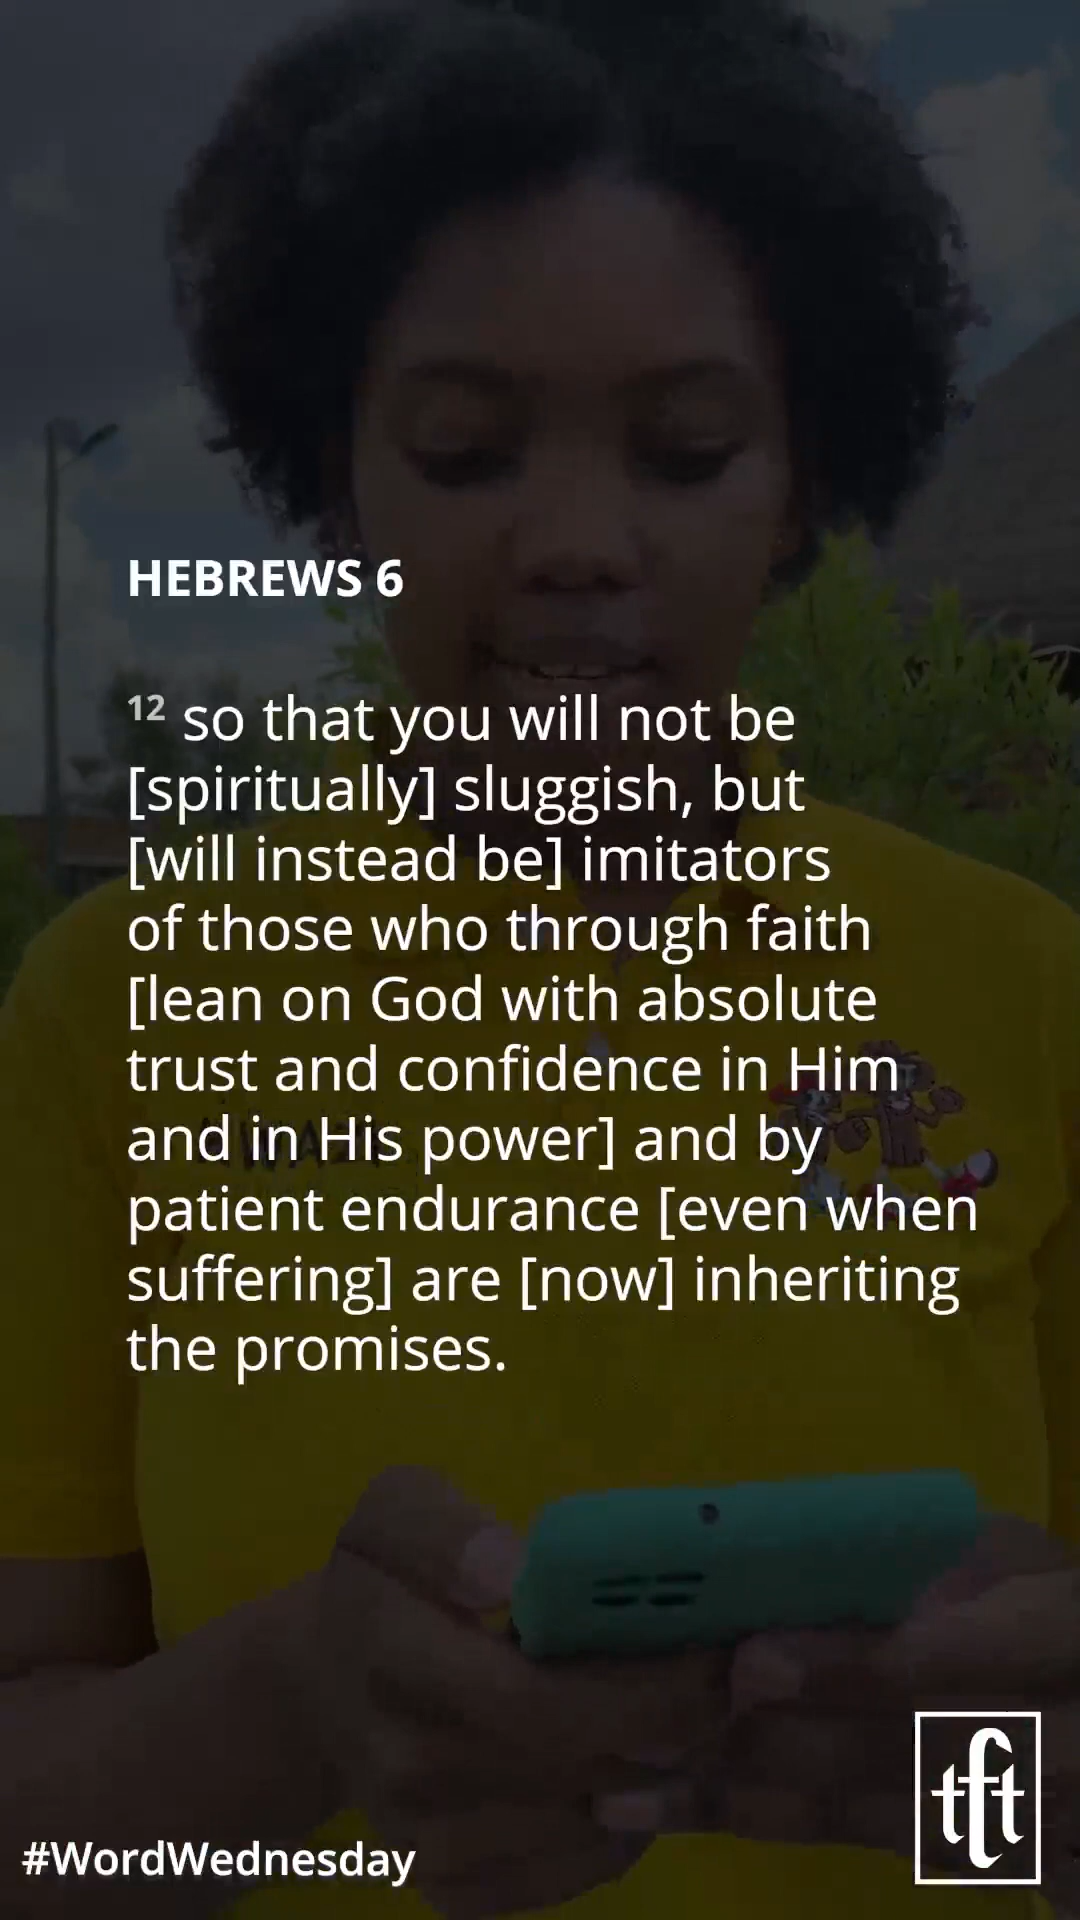 HEBREWS 6
12 so that you will not be
[spiritually] sluggish, but
[will instead be] imitators
of those who through faith
[lean on God with absolute
trust and confidence in Him
and in His power] and by
patient endurance [even when
suffering] are [now] inheriting
the promises.
tft
#WordWednesday